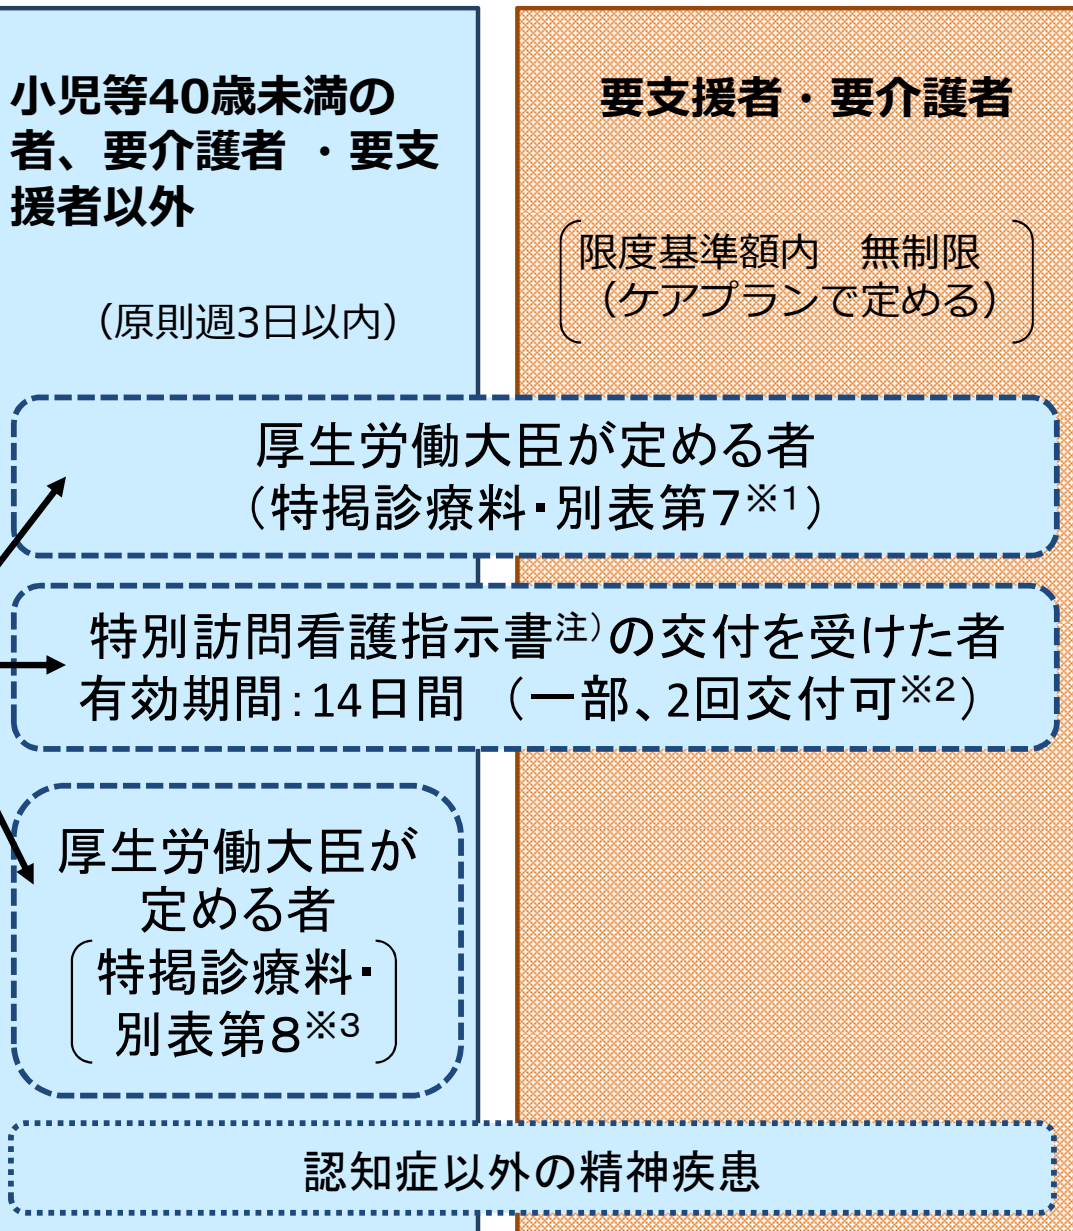 小児等40歳未満の
者、要介護者 ・要支
援者以外
（原則週3日以内）
要支援者・要介護者
限度基準額内　無制限
（ケアプランで定める）
厚生労働大臣が定める者
（特掲診療料・別表第7※1）
特別訪問看護指示書注）の交付を受けた者
有効期間：14日間 （一部、2回交付可※2）
厚生労働大臣が
定める者
特掲診療料・
別表第8※3
認知症以外の精神疾患